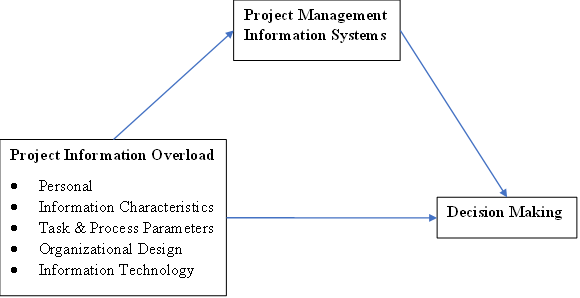 Project Management
Information Systems
Project Information Overload
● Personal
● Information Characteristics
● Task & Process Parameters
● Organizational Design
● Information Technology
Decision Making